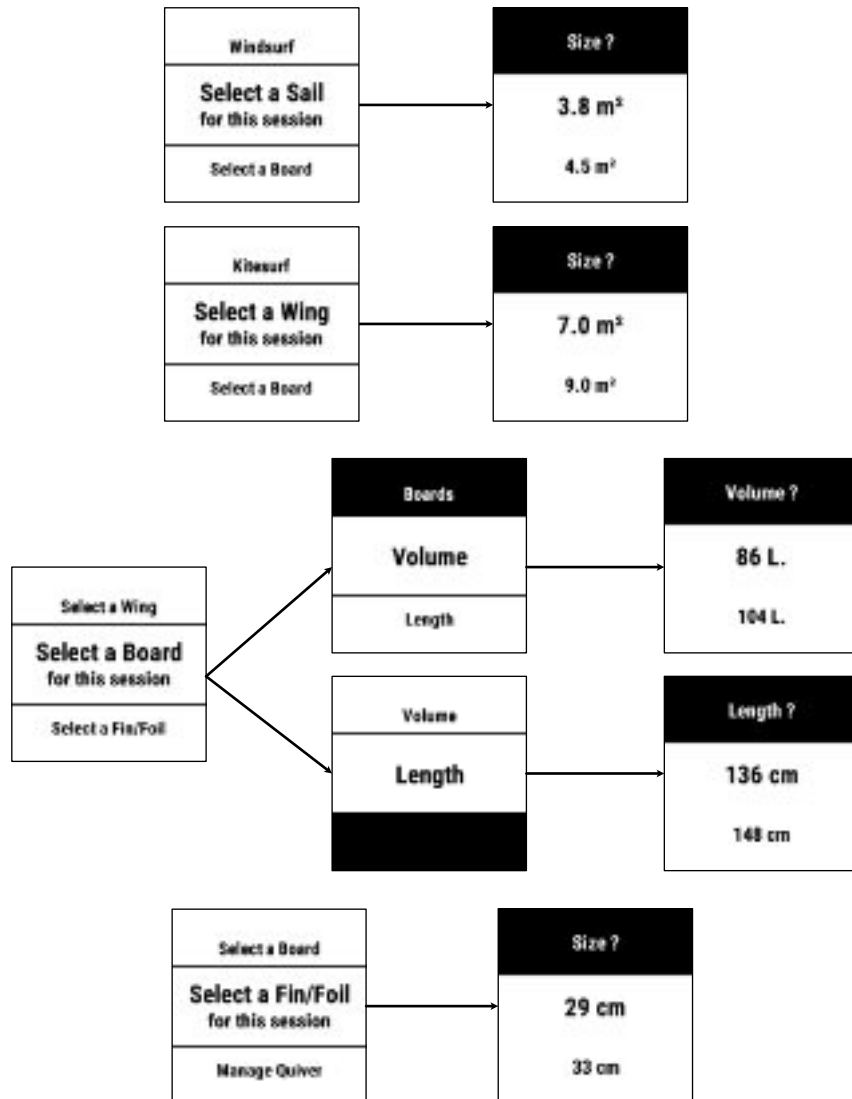 Windsurf
Select a Sail
for this session
Select a Board
Size ?
3.8 m²
4.5 m²
Kitesurf
Select a Wing
for this session
Select a Board
Size ?
7.0 m²
9.0 m²
Select a Wing
Select a Board
for this session
Select a Fin/Foil
Boards
Volume
Length
Volume ?
86 L.
104 L.
Volume
Length
Length ?
136 cm
148 cm
Select a Board
Select a Fin/Foil
for this session
Manage Quiver
Size ?
29 cm
33 cm